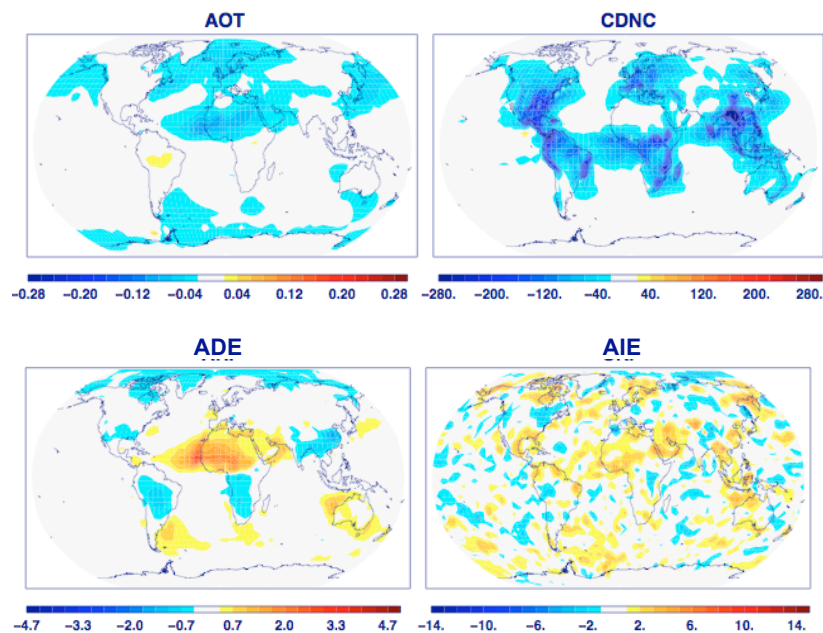 AOT
CDNC
-0.28 -0.20 -0.12 -0.04 0.04 0.12 0.20 0.28
-280. -200. -120. -40. 40. 120. 200. 280.
ADE
AIE
-4.7 -3.3 -2.0 -0.7 0.7 2.0 3.3 4.7
-14. -10. -6. -2. 2. 6. 10. 14.